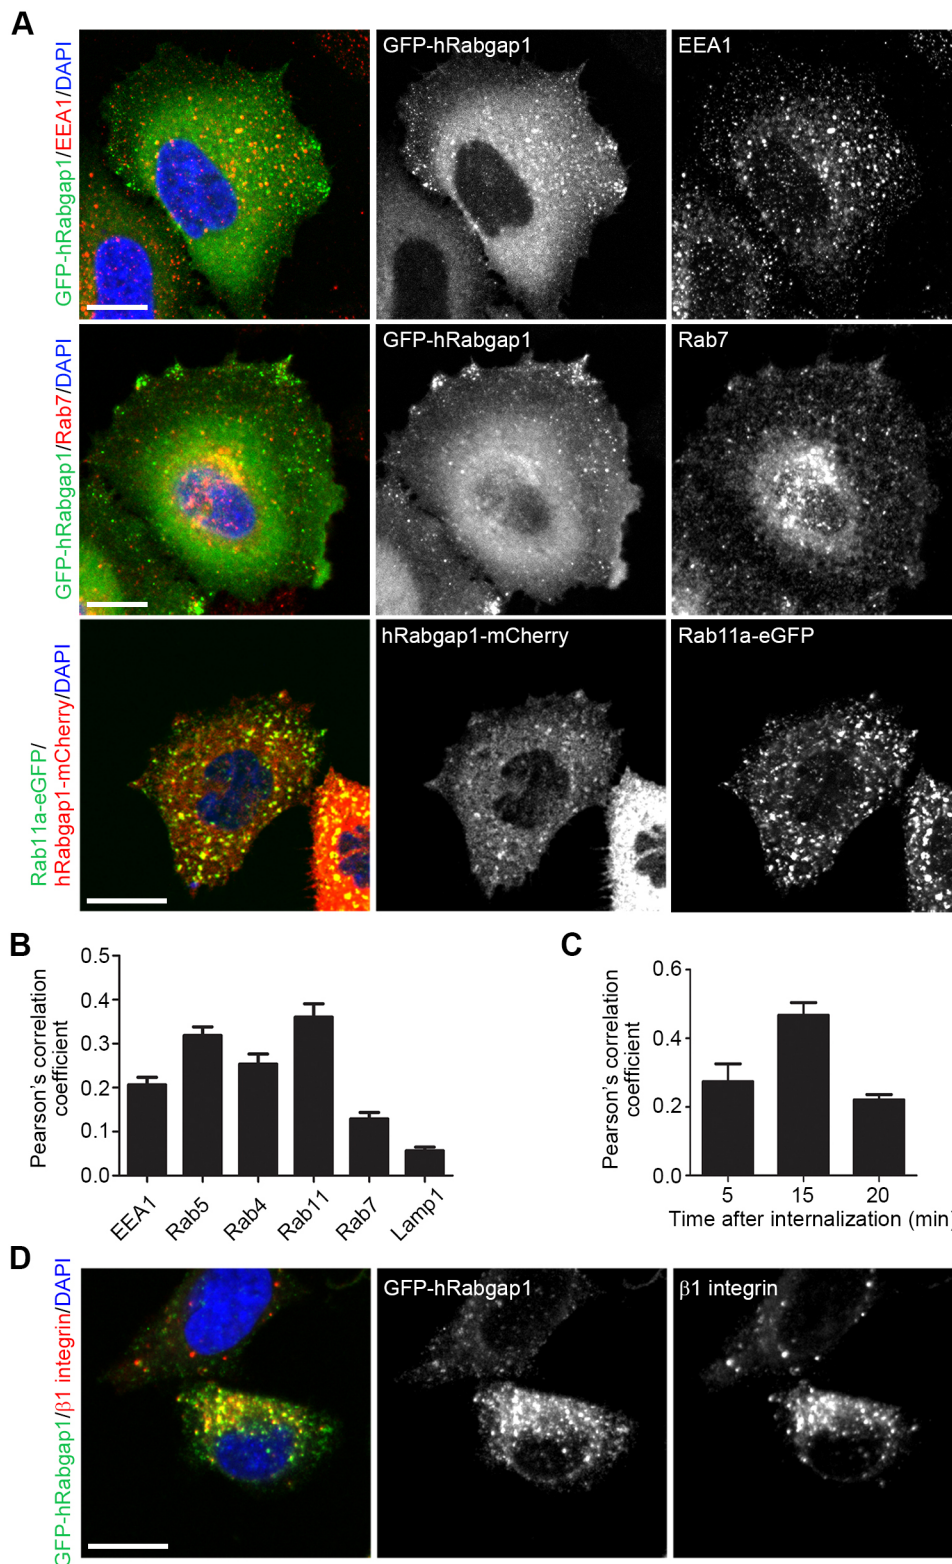 A
GFP-hRabgap1/EEA1/DAPI
GFP-hRabgap1
EEA1
GFP-hRabgap1/Rab7/DAPI
GFP-hRabgap1
Rab7
Rab11a-eGFP/
hRabgap1-mCherry/DAPI
hRabgap1-mCherry
Rab11a-eGFP
B
Pearson's correlation
coefficient
0.5
0.4
0.3
0.2
0.1
0.0
EEA1
Rab5
Rab4
Rab11
Rab7
Lamp1
C
Pearson's correlation
coefficient
0.6
0.4
0.2
0.0
5
15
20
Time after internalization (min)
D
GFP-hRabgap1/β1 integrin/DAPI
GFP-hRabgap1
β1 integrin